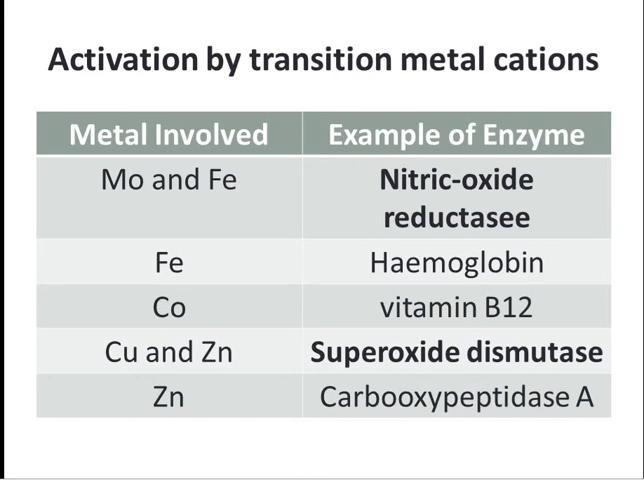 Activation by transition metal cations
Metal Involved Example of Enzyme
Mo and Fe Nitric-oxide
reductasee
Fe Haemoglobin
Co vitamin B12
Cu and Zn Superoxide dismutase
Zn Carbooxypeptidase A